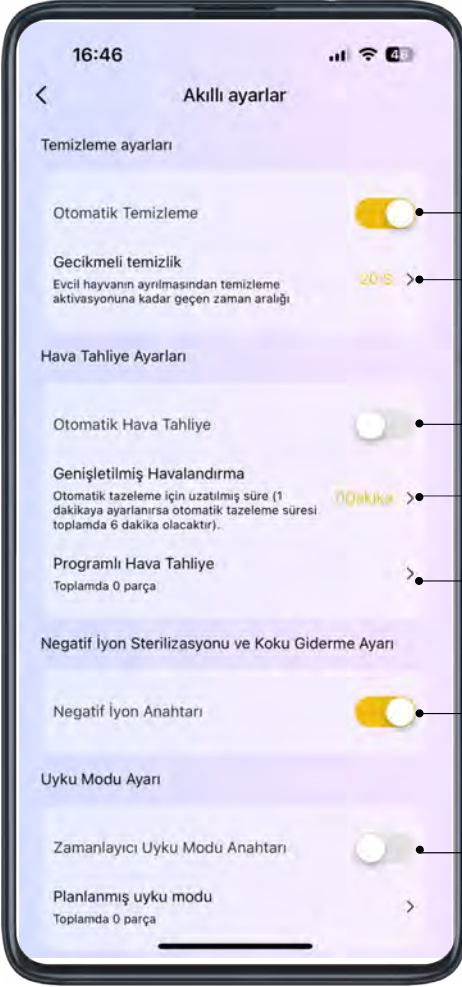 16:46
46
Akıllı ayarlar
Temizleme ayarları
Otomatik Temizleme
Gecikmeli temizlik
Evcil hayvanın ayrılmasından temizleme
aktivasyonuna kadar geçen zaman aralığı
20 S
Hava Tahliye Ayarları
Otomatik Hava Tahliye
Genişletilmiş Havalandırma
Otomatik tazeleme için uzatılmış süre (1
dakikaya ayarlanırsa otomatik tazeleme süresi
toplamda 6 dakika olacaktır).
0Dakika
Programlı Hava Tahliye
Toplamda 0 parça
Negatif İyon Sterilizasyonu ve Koku Giderme Ayarı
Negatif İyon Anahtarı
Uyku Modu Ayarı
Zamanlayıcı Uyku Modu Anahtarı
Planlanmış uyku modu
Toplamda 0 parça